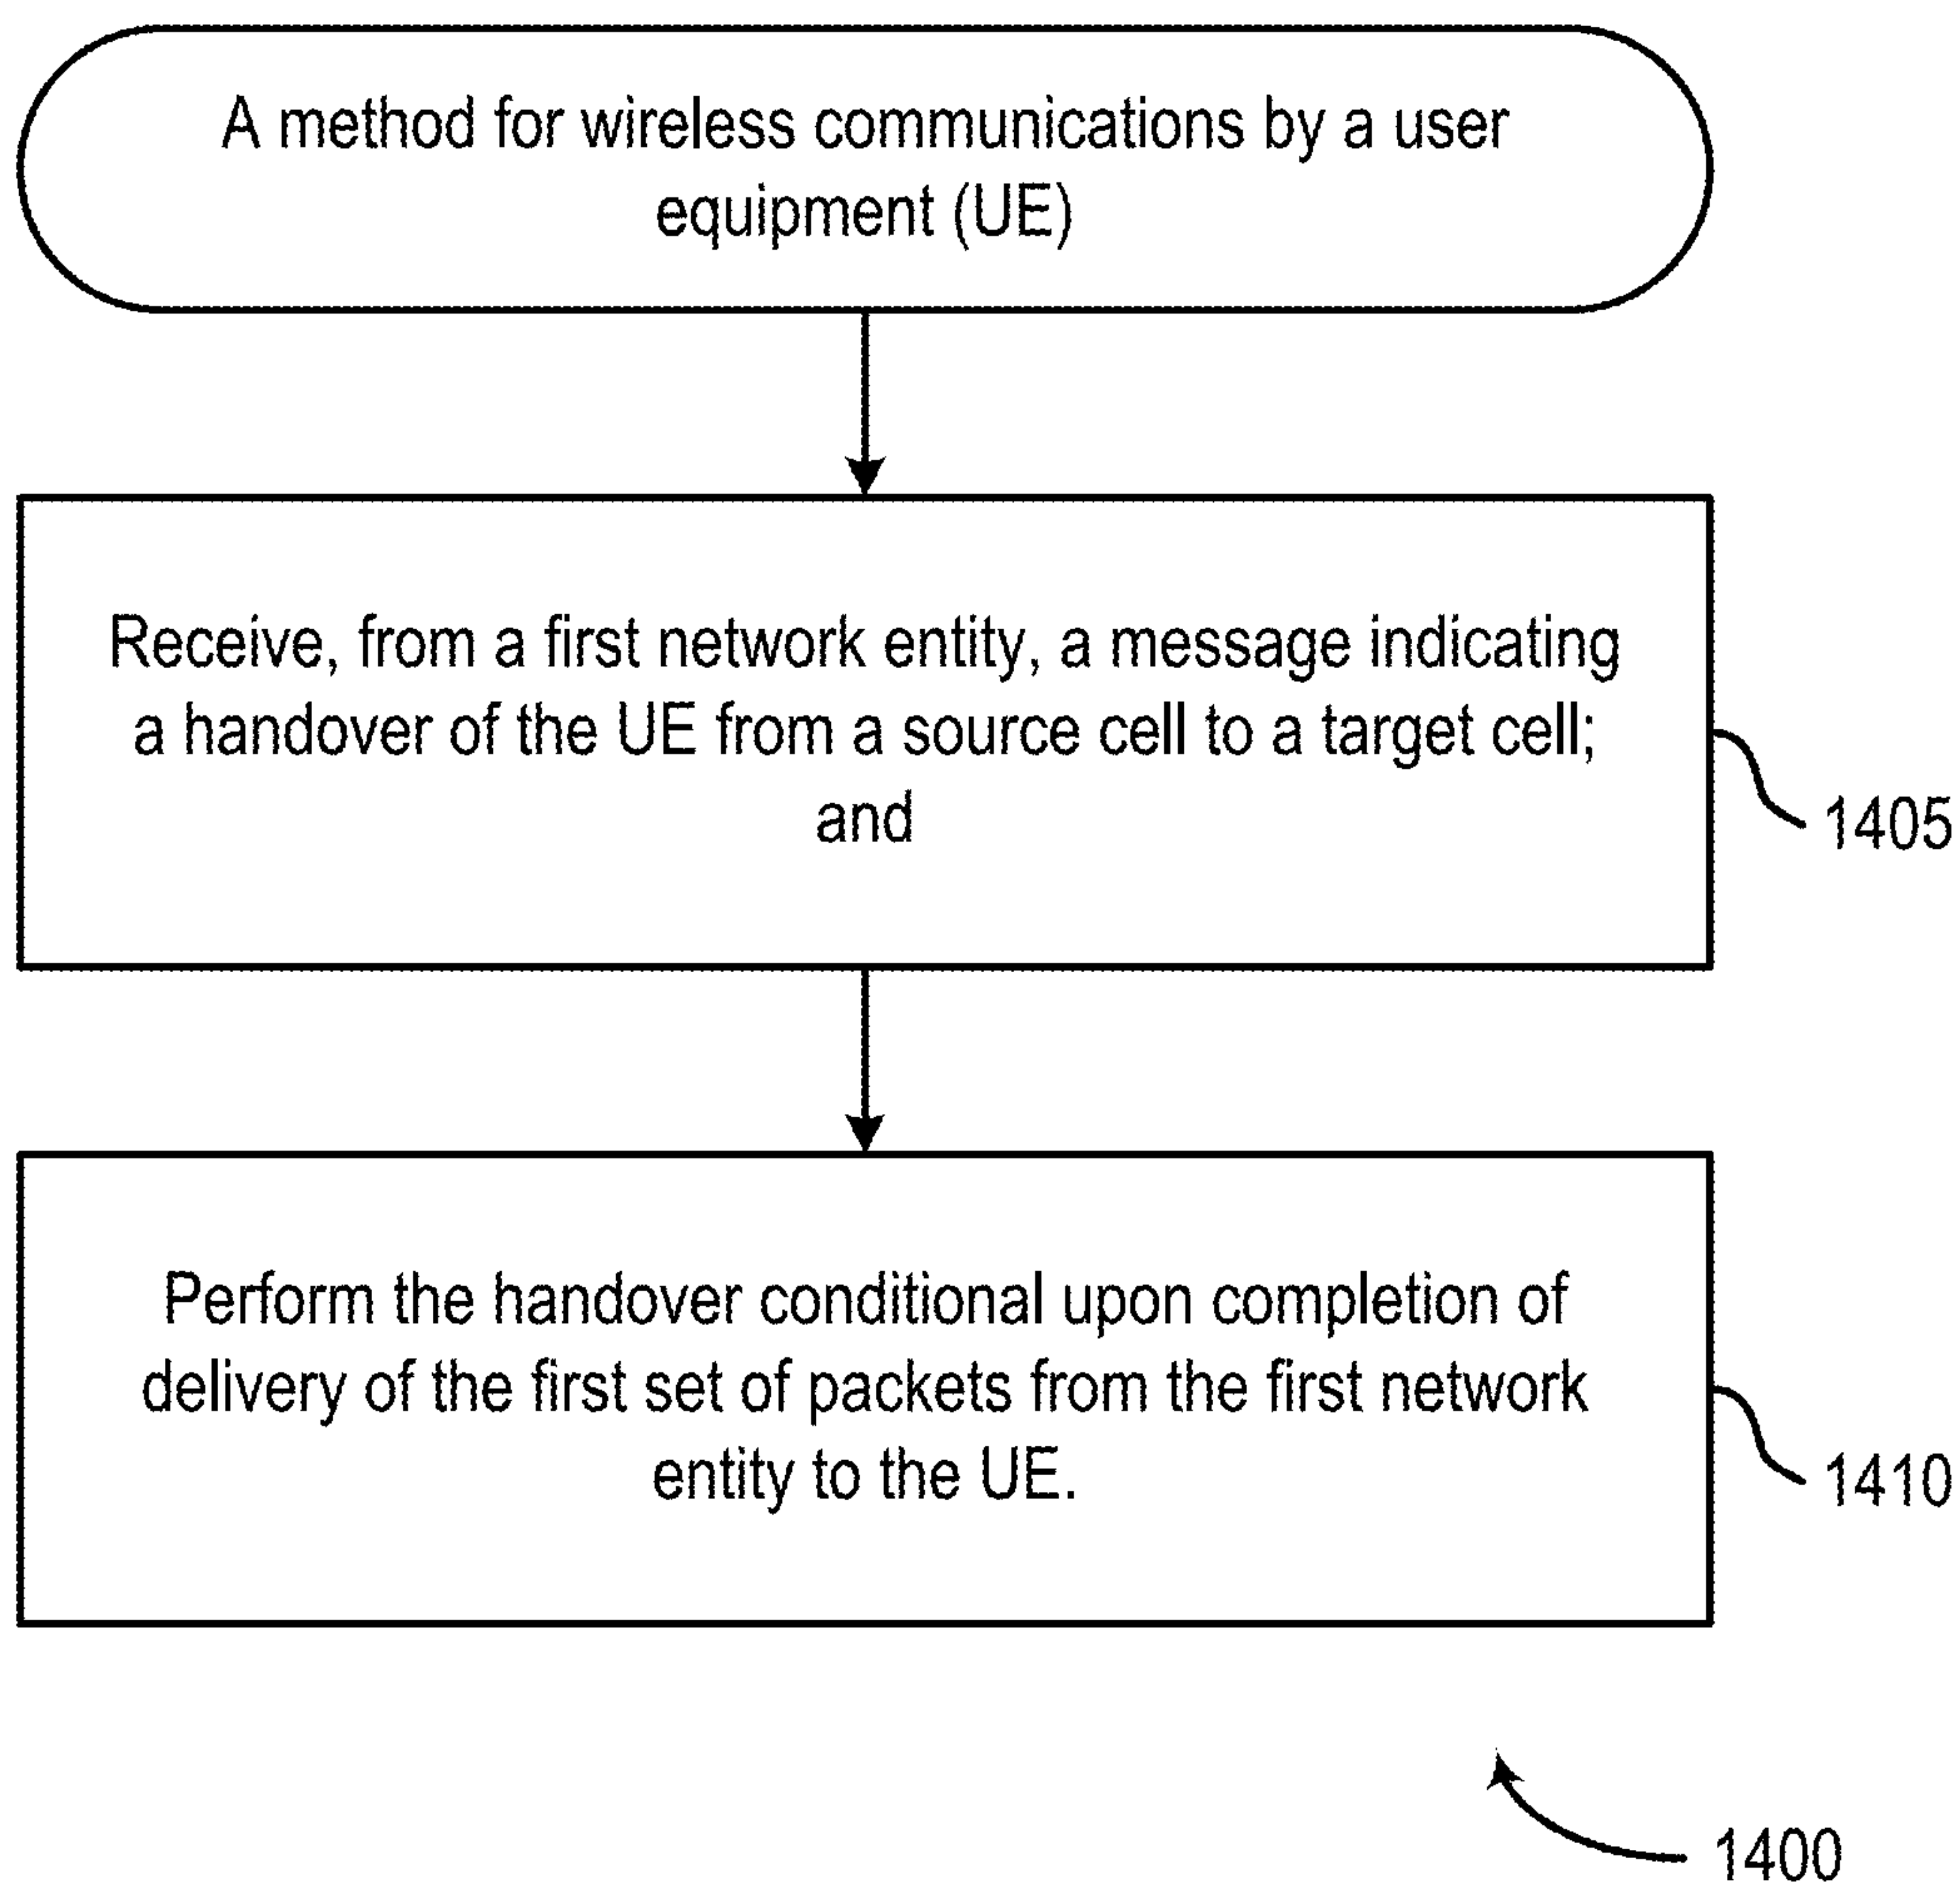 A method for wireless communications by a user
equipment (UE)
Receive, from a first network entity, a message indicating
a handover of the UE from a source cell to a target cell;
and
1405
Perform the handover conditional upon completion of
delivery of the first set of packets from the first network
entity to the UE.
1410
1400